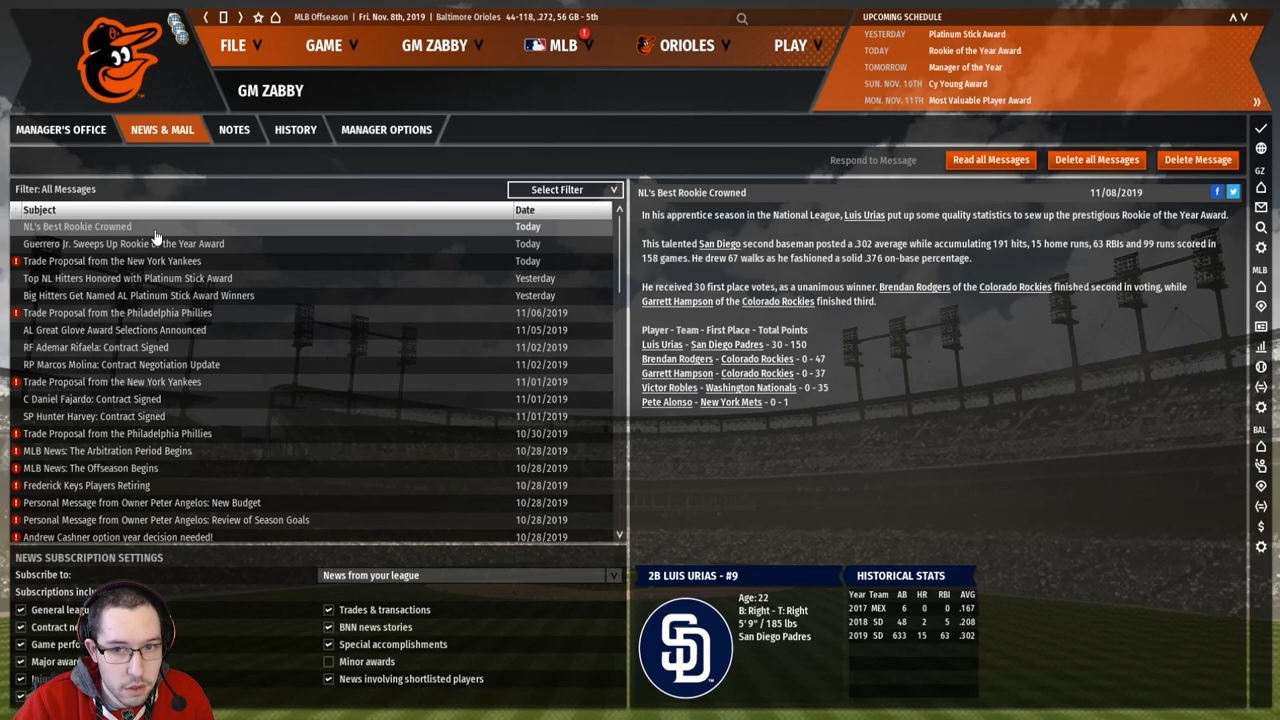 MLB Offseason | Fri. Nov. 8th, 2019 | Baltimore Orioles 44-118, .272, 56 GB - 5th
FILE GAME GM ZABBY MLB ORIOLES PLAY
GM ZABBY
UPCOMING SCHEDULE
YESTERDAY Platinum Stick Award
TODAY Rookie of the Year Award
TOMORROW Manager of the Year
SUN. NOV. 10TH Cy Young Award
MON. NOV. 11TH Most Valuable Player Award
MANAGER'S OFFICE NEWS & MAIL NOTES HISTORY MANAGER OPTIONS
Respond to Message Read all Messages Delete all Messages Delete Message
Filter: All Messages Select Filter
Subject Date
NL's Best Rookie Crowned Today
Guerrero Jr. Sweeps Up Rookie the Year Award Today
Trade Proposal from the New York Yankees Today
Top NL Hitters Honored with Platinum Stick Award Yesterday
Big Hitters Get Named AL Platinum Stick Award Winners Yesterday
Trade Proposal from the Philadelphia Phillies 11/06/2019
AL Great Glove Award Selections Announced 11/05/2019
RF Ademar Rifaela: Contract Signed 11/02/2019
RP Marcos Molina: Contract Negotiation Update 11/02/2019
Trade Proposal from the New York Yankees 11/01/2019
C Daniel Fajardo: Contract Signed 11/01/2019
SP Hunter Harvey: Contract Signed 11/01/2019
Trade Proposal from the Philadelphia Phillies 10/30/2019
MLB News: The Arbitration Period Begins 10/28/2019
MLB News: The Offseason Begins 10/28/2019
Frederick Keys Players Retiring 10/28/2019
Personal Message from Owner Peter Angelos: New Budget 10/28/2019
Personal Message from Owner Peter Angelos: Review of Season Goals 10/28/2019
Andrew Cashner option year decision needed! 10/28/2019
NL's Best Rookie Crowned 11/08/2019
In his apprentice season in the National League, Luis Urias put up some quality statistics to sew up the prestigious Rookie of the Year Award.
This talented San Diego second baseman posted a .302 average while accumulating 191 hits, 15 home runs, 63 RBIs and 99 runs scored in
158 games. He drew 67 walks as he fashioned a solid .376 on-base percentage.
He received 30 first place votes, as a unanimous winner. Brendan Rodgers of the Colorado Rockies finished second in voting, while
Garrett Hampson of the Colorado Rockies finished third.
Player - Team - First Place - Total Points
Luis Urias - San Diego Padres - 30 - 150
Brendan Rodgers - Colorado Rockies - 0 - 47
Garrett Hampson - Colorado Rockies - 0 - 37
Victor Robles - Washington Nationals - 0 - 35
Pete Alonso - New York Mets - 0 - 1
NEWS SUBSCRIPTION SETTINGS
Subscribe to: News from your league
Subscriptions
General Trades & transactions
Contract BNN news stories
Game Special accomplishments
Major Minor awards
News involving shortlisted players
2B LUIS URIAS - #9
Age: 22
B: Right - T: Right
5' 9" / 185 lbs
San Diego Padres
SD
HISTORICAL STATS
Year Team AB HR RBI AVG
2017 MEX 6 0 0 .167
2018 SD 48 2 5 .208
2019 SD 633 15 63 .302
GZ
MLB
BAL